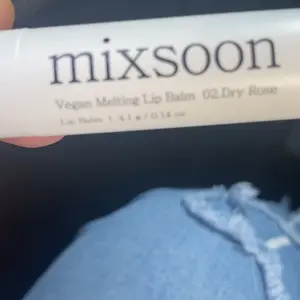 mixsoon
Vegan Melting Lip Balm 02.Dry Rose
Lip Balm | 4.1 g / 0.14 oz